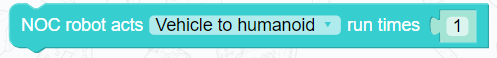 NOC robot acts Vehicle to humanoid run times 1